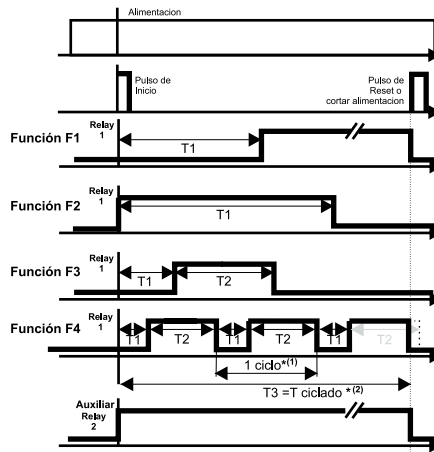 Alimentacion
Pulso de
Inicio
Pulso de
Reset o
cortar alimentacion
Función F1
Relay
1
T1
Función F2
Relay
1
T1
Función F3
Relay
1
T1
T2
Función F4
Relay
1
T1
T2
T1
T2
T1
T2
1 ciclo*(1)
T3 =T ciclado *(2)
Auxiliar
Relay
2